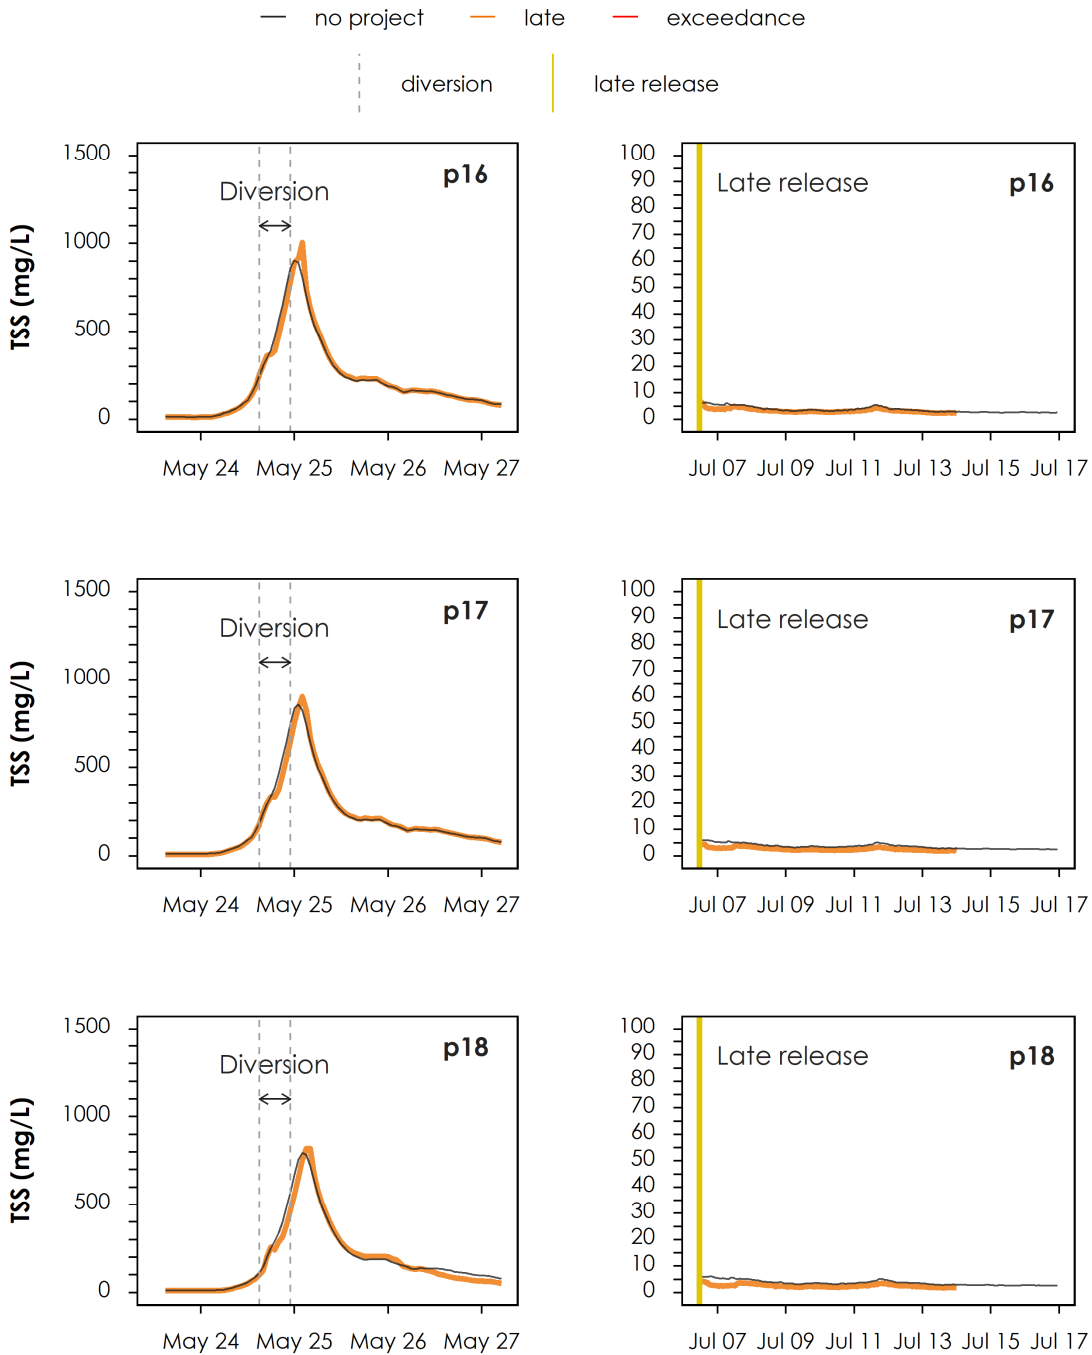 no project late exceedance
diversion late release
1500
1000
500
0
TSS (mg/L)
Diversion
p16
May 24 May 25 May 26 May 27
100
90
80
70
60
50
40
30
20
10
0
Late release p16
Jul 07 Jul 09 Jul 11 Jul 13 Jul 15 Jul 17
1500
1000
500
0
TSS (mg/L)
Diversion
p17
May 24 May 25 May 26 May 27
100
90
80
70
60
50
40
30
20
10
0
Late release p17
Jul 07 Jul 09 Jul 11 Jul 13 Jul 15 Jul 17
1500
1000
500
0
TSS (mg/L)
Diversion
p18
May 24 May 25 May 26 May 27
100
90
80
70
60
50
40
30
20
10
0
Late release p18
Jul 07 Jul 09 Jul 11 Jul 13 Jul 15 Jul 17